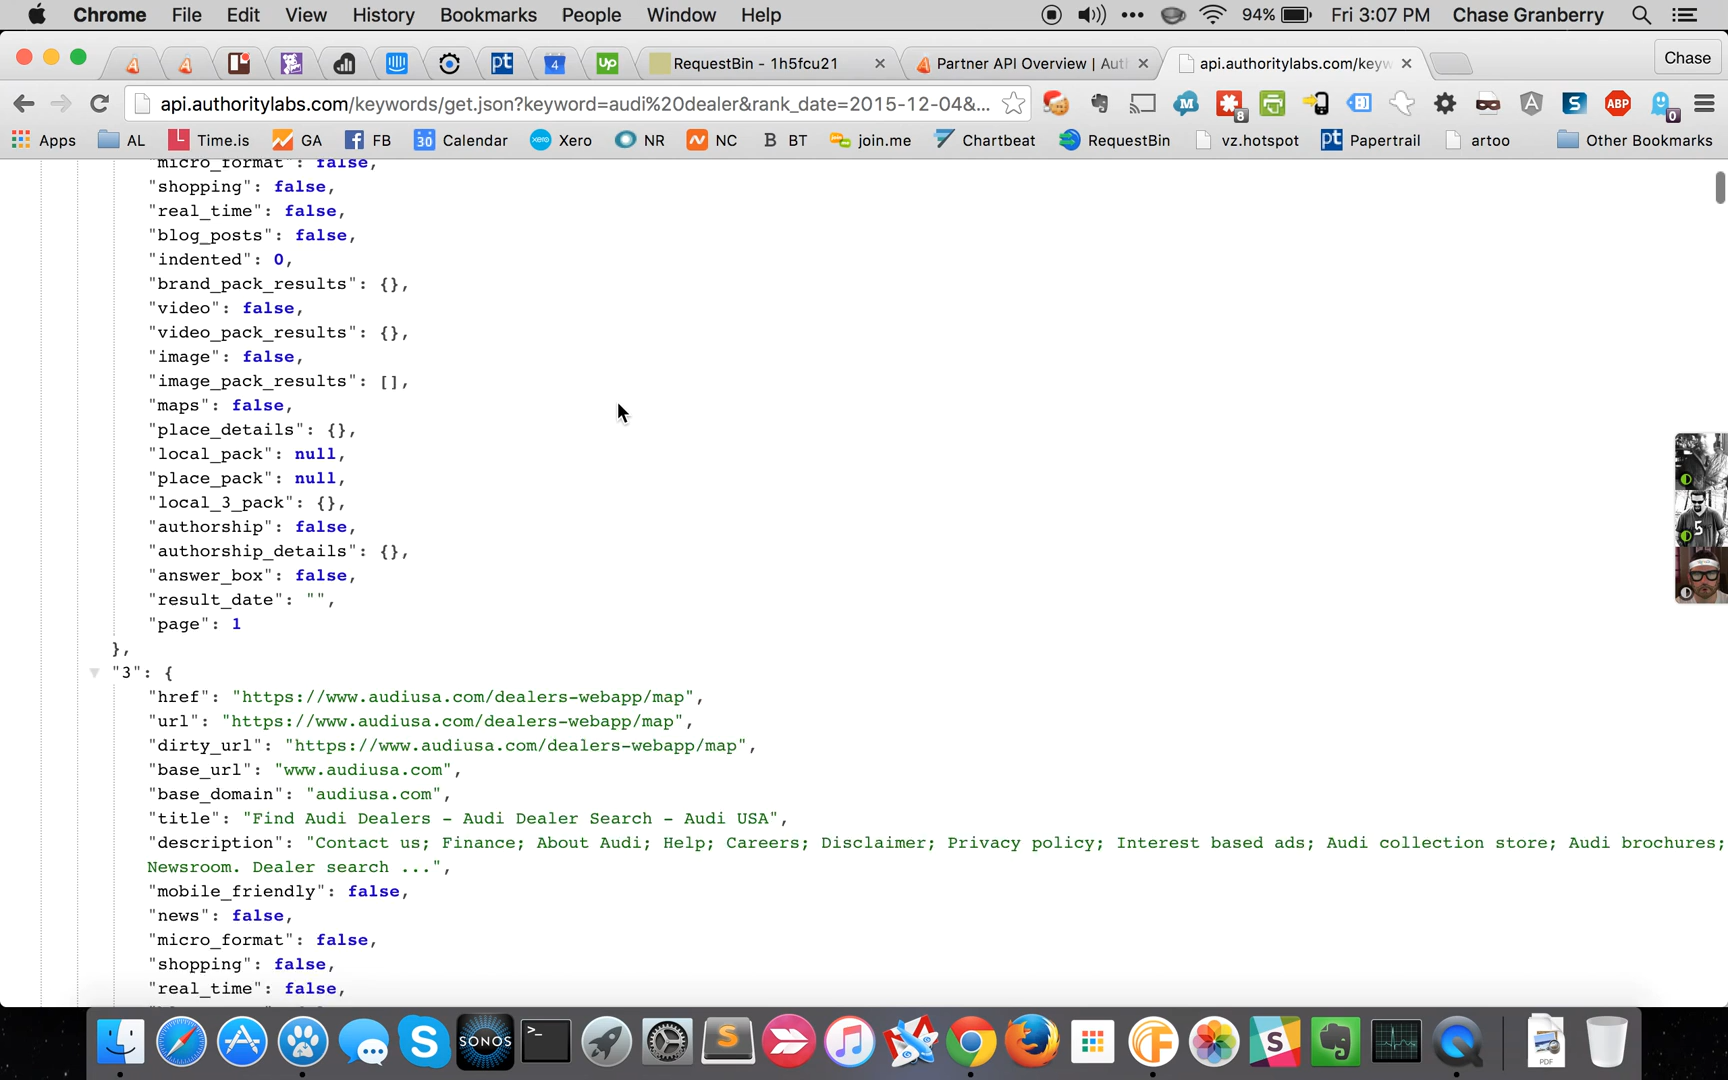 Chrome File Edit View History Bookmarks People Window Help 94% Fri 3:07 PM Chase Granberry
RequestBin - 1h5fcu21 Partner API Overview | Auth api.authoritylabs.com/keyw Chase
api.authoritylabs.com/keywords/get.json?keyword=audi%20dealer&rank_date=2015-12-04&...
Apps AL Time.is GA FB Calendar Xero NR NC BT join.me Chartbeat RequestBin vz.hotspot Papertrail artoo Other Bookmarks
"micro_format": false,
"shopping": false,
"real_time": false,
"blog_posts": false,
"indented": 0,
"brand_pack_results": {},
"video": false,
"video_pack_results": {},
"image": false,
"image_pack_results": [],
"maps": false,
"place_details": {},
"local_pack": null,
"place_pack": null,
"local_3_pack": {},
"authorship": false,
"authorship_details": {},
"answer_box": false,
"result_date": "",
"page": 1
},
"3": {
"href": "https://www.audiusa.com/dealers-webapp/map",
"url": "https://www.audiusa.com/dealers-webapp/map",
"dirty_url": "https://www.audiusa.com/dealers-webapp/map",
"base_url": "www.audiusa.com",
"base_domain": "audiusa.com",
"title": "Find Audi Dealers - Audi Dealer Search - Audi USA",
"description": "Contact us; Finance; About Audi; Help; Careers; Disclaimer; Privacy policy; Interest based ads; Audi collection store; Audi brochures;
Newsroom. Dealer search ...",
"mobile_friendly": false,
"news": false,
"micro_format": false,
"shopping": false,
"real_time": false,
SONOS
PDF